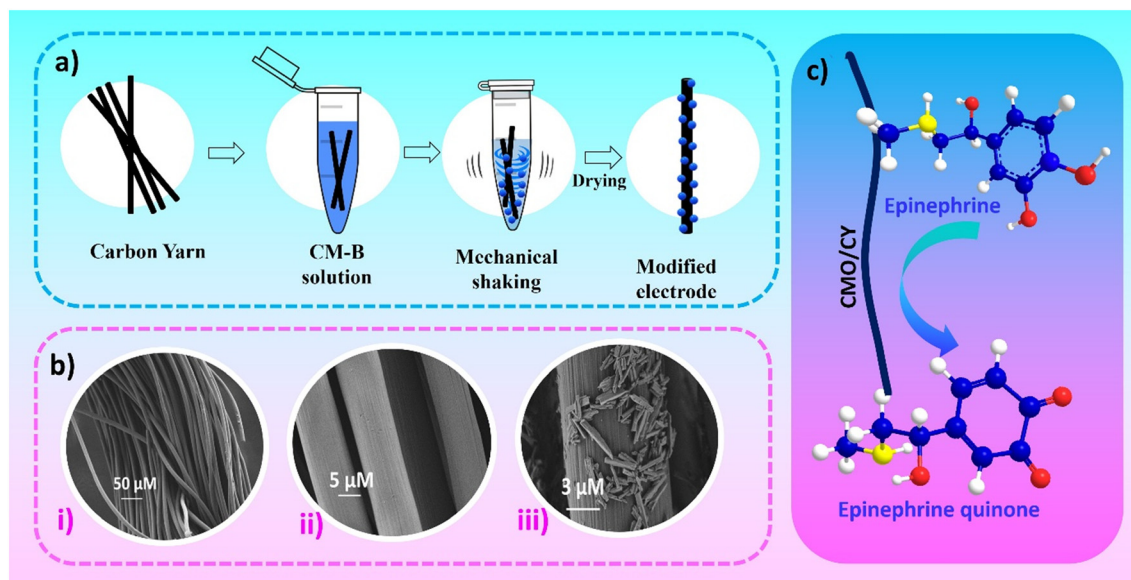 a)
Carbon Yarn
CM-B
solution
Mechanical
shaking
Drying
Modified
electrode
b)
50 µM
i)
5 µM
ii)
3 µM
iii)
c)
CMO/CY
Epinephrine
Epinephrine quinone